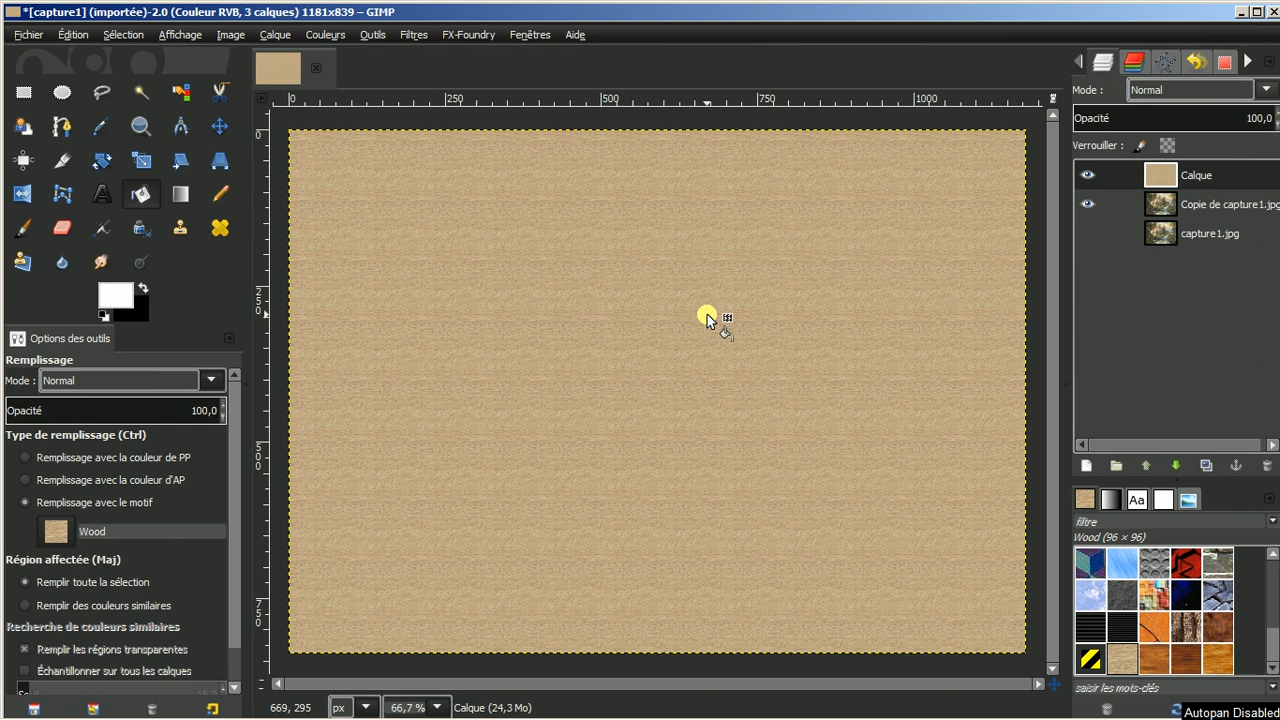 *[capture1] (importée)-2.0 (Couleur RVB, 3 calques) 1181x839 – GIMP
Fichier Édition Sélection Affichage Image Calque Couleurs Outils Filtres FX-Foundry Fenêtres Aide
Mode : Normal
Opacité 100,0
Verrouiller :
Calque
Copie de capture1.jpg
capture1.jpg
0 250 500 750 1000
0
250
500
750
Options des outils
Remplissage
Mode : Normal
Opacité 100,0
Type de remplissage (Ctrl)
Remplissage avec la couleur de PP
Remplissage avec la couleur d'AP
Remplissage avec le motif
Wood
Région affectée (Maj)
Remplir toute la sélection
Remplir des couleurs similaires
Recherche de couleurs similaires
Remplir les régions transparentes
Échantillonner sur tous les calques
Aa
filtre
Wood (96 × 96)
saisir les mots-clés
669, 295 px 66,7 % Calque (24,3 Mo)
Autopan Disabled